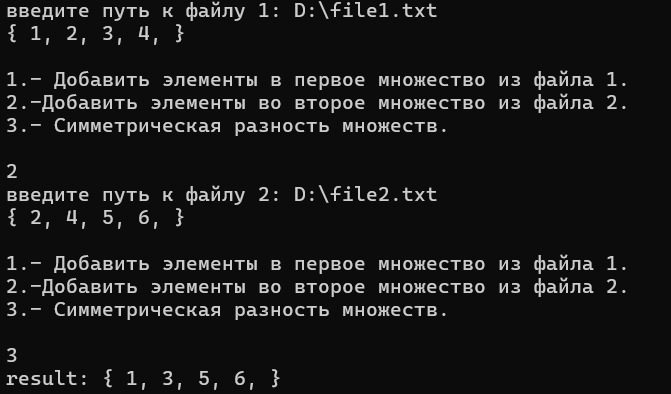 введите путь к файлу 1: D:\file1.txt
{ 1, 2, 3, 4, }
1.- Добавить элементы в первое множество из файла 1.
2.-Добавить элементы во второе множество из файла 2.
3.- Симметрическая разность множеств.
2
введите путь к файлу 2: D:\file2.txt
{ 2, 4, 5, 6, }
1.- Добавить элементы в первое множество из файла 1.
2.-Добавить элементы во второе множество из файла 2.
3.- Симметрическая разность множеств.
3
result: { 1, 3, 5, 6, }